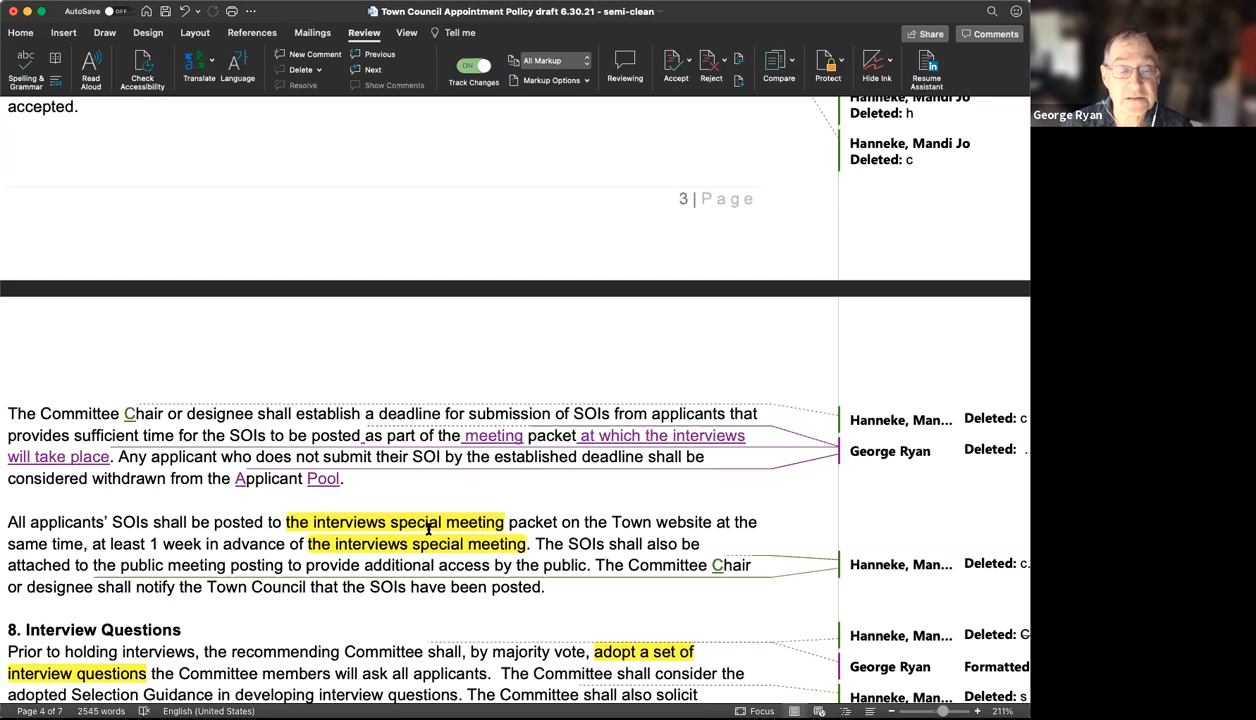 AutoSave OFF Town Council Appointment Policy draft 6.30.21 - semi-clean
Home Insert Draw Design Layout References Mailings Review View Tell me Share Comments
abc Spelling & Grammar Read Aloud Check Accessibility Translate Language New Comment Delete Resolve Previous Next Show Comments ON Track Changes All Markup Markup Options Reviewing Accept Reject Compare Protect Hide Ink Resume Assistant
George Ryan
accepted.
Hanneke, Mandi Jo
Deleted: h
Hanneke, Mandi Jo
Deleted: c
3 | Page
The Committee Chair or designee shall establish a deadline for submission of SOIs from applicants that
provides sufficient time for the SOIs to be posted as part of the meeting packet at which the interviews
will take place. Any applicant who does not submit their SOI by the established deadline shall be
considered withdrawn from the Applicant Pool.
Hanneke, Man... Deleted: c
George Ryan Deleted: .
All applicants' SOIs shall be posted to the interviews special meeting packet on the Town website at the
same time, at least 1 week in advance of the interviews special meeting. The SOIs shall also be
attached to the public meeting posting to provide additional access by the public. The Committee Chair
or designee shall notify the Town Council that the SOIs have been posted.
Hanneke, Man... Deleted: c.
8. Interview Questions
Prior to holding interviews, the recommending Committee shall, by majority vote, adopt a set of
interview questions the Committee members will ask all applicants. The Committee shall consider the
adopted Selection Guidance in developing interview questions. The Committee shall also solicit
Hanneke, Man... Deleted: C
George Ryan Formatted
Hanneke, Man... Deleted: s
Page 4 of 7 2545 words English (United States) Focus 211%